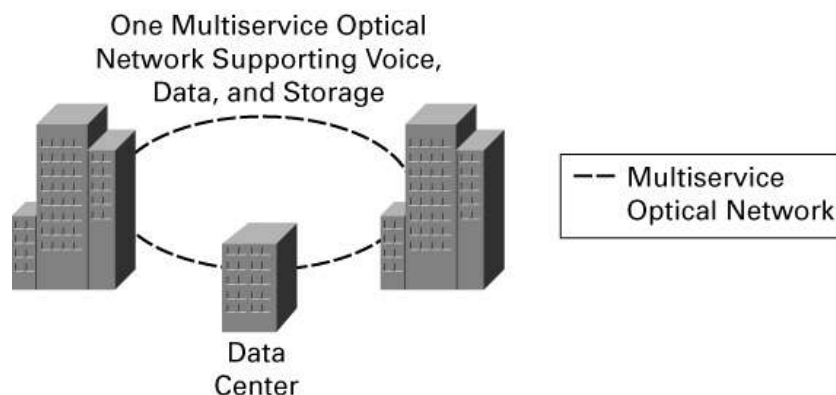 One Multiservice Optical
Network Supporting Voice,
Data, and Storage
Multiservice
Optical Network
Data
Center